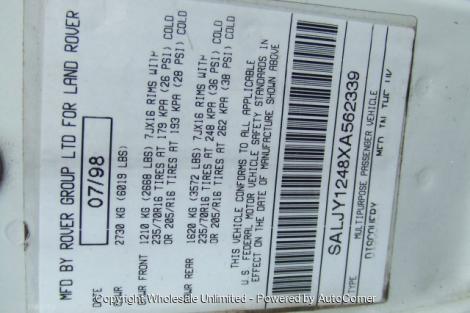 MFD BY ROVER GROUP LTD FOR LAND ROVER
DATE 07/98
GVWR 2730 KG (6019 LBS)
GAWR FRONT 1210 KG (2668 LBS) 7JX16 RIMS WITH
235/70R16 TIRES AT 179 KPA (26 PSI) COLD
OR 205/R16 TIRES AT 193 KPA (28 PSI) COLD
GAWR REAR 1620 KG (3572 LBS) 7JX16 RIMS WITH
235/70R16 TIRES AT 248 KPA (36 PSI) COLD
OR 205/R16 TIRES AT 262 KPA (38 PSI) COLD
THIS VEHICLE CONFORMS TO ALL APPLICABLE
U.S. FEDERAL MOTOR VEHICLE SAFETY STANDARDS IN
EFFECT ON THE DATE OF MANUFACTURE SHOWN ABOVE
SALJY1248XA562339
TYPE MULTIPURPOSE PASSENGER VEHICLE
DISCOVERY MFD IN THE UK
Copyright Wholesale Unlimited - Powered by AutoCorner